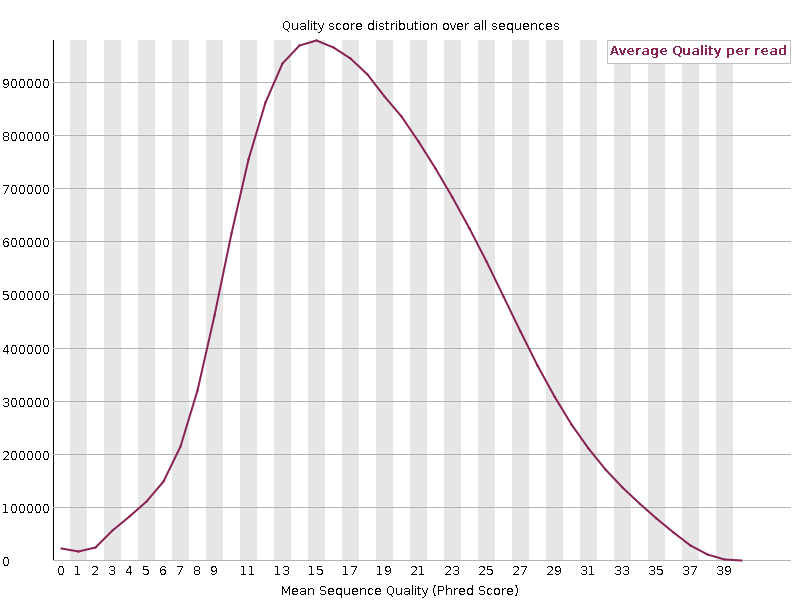 Quality score distribution over all sequences
Average Quality per read
900000
800000
700000
600000
500000
400000
300000
200000
100000
0
0 1 2 3 4 5 6 7 8 9 11 13 15 17 19 21 23 25 27 29 31 33 35 37 39
Mean Sequence Quality (Phred Score)